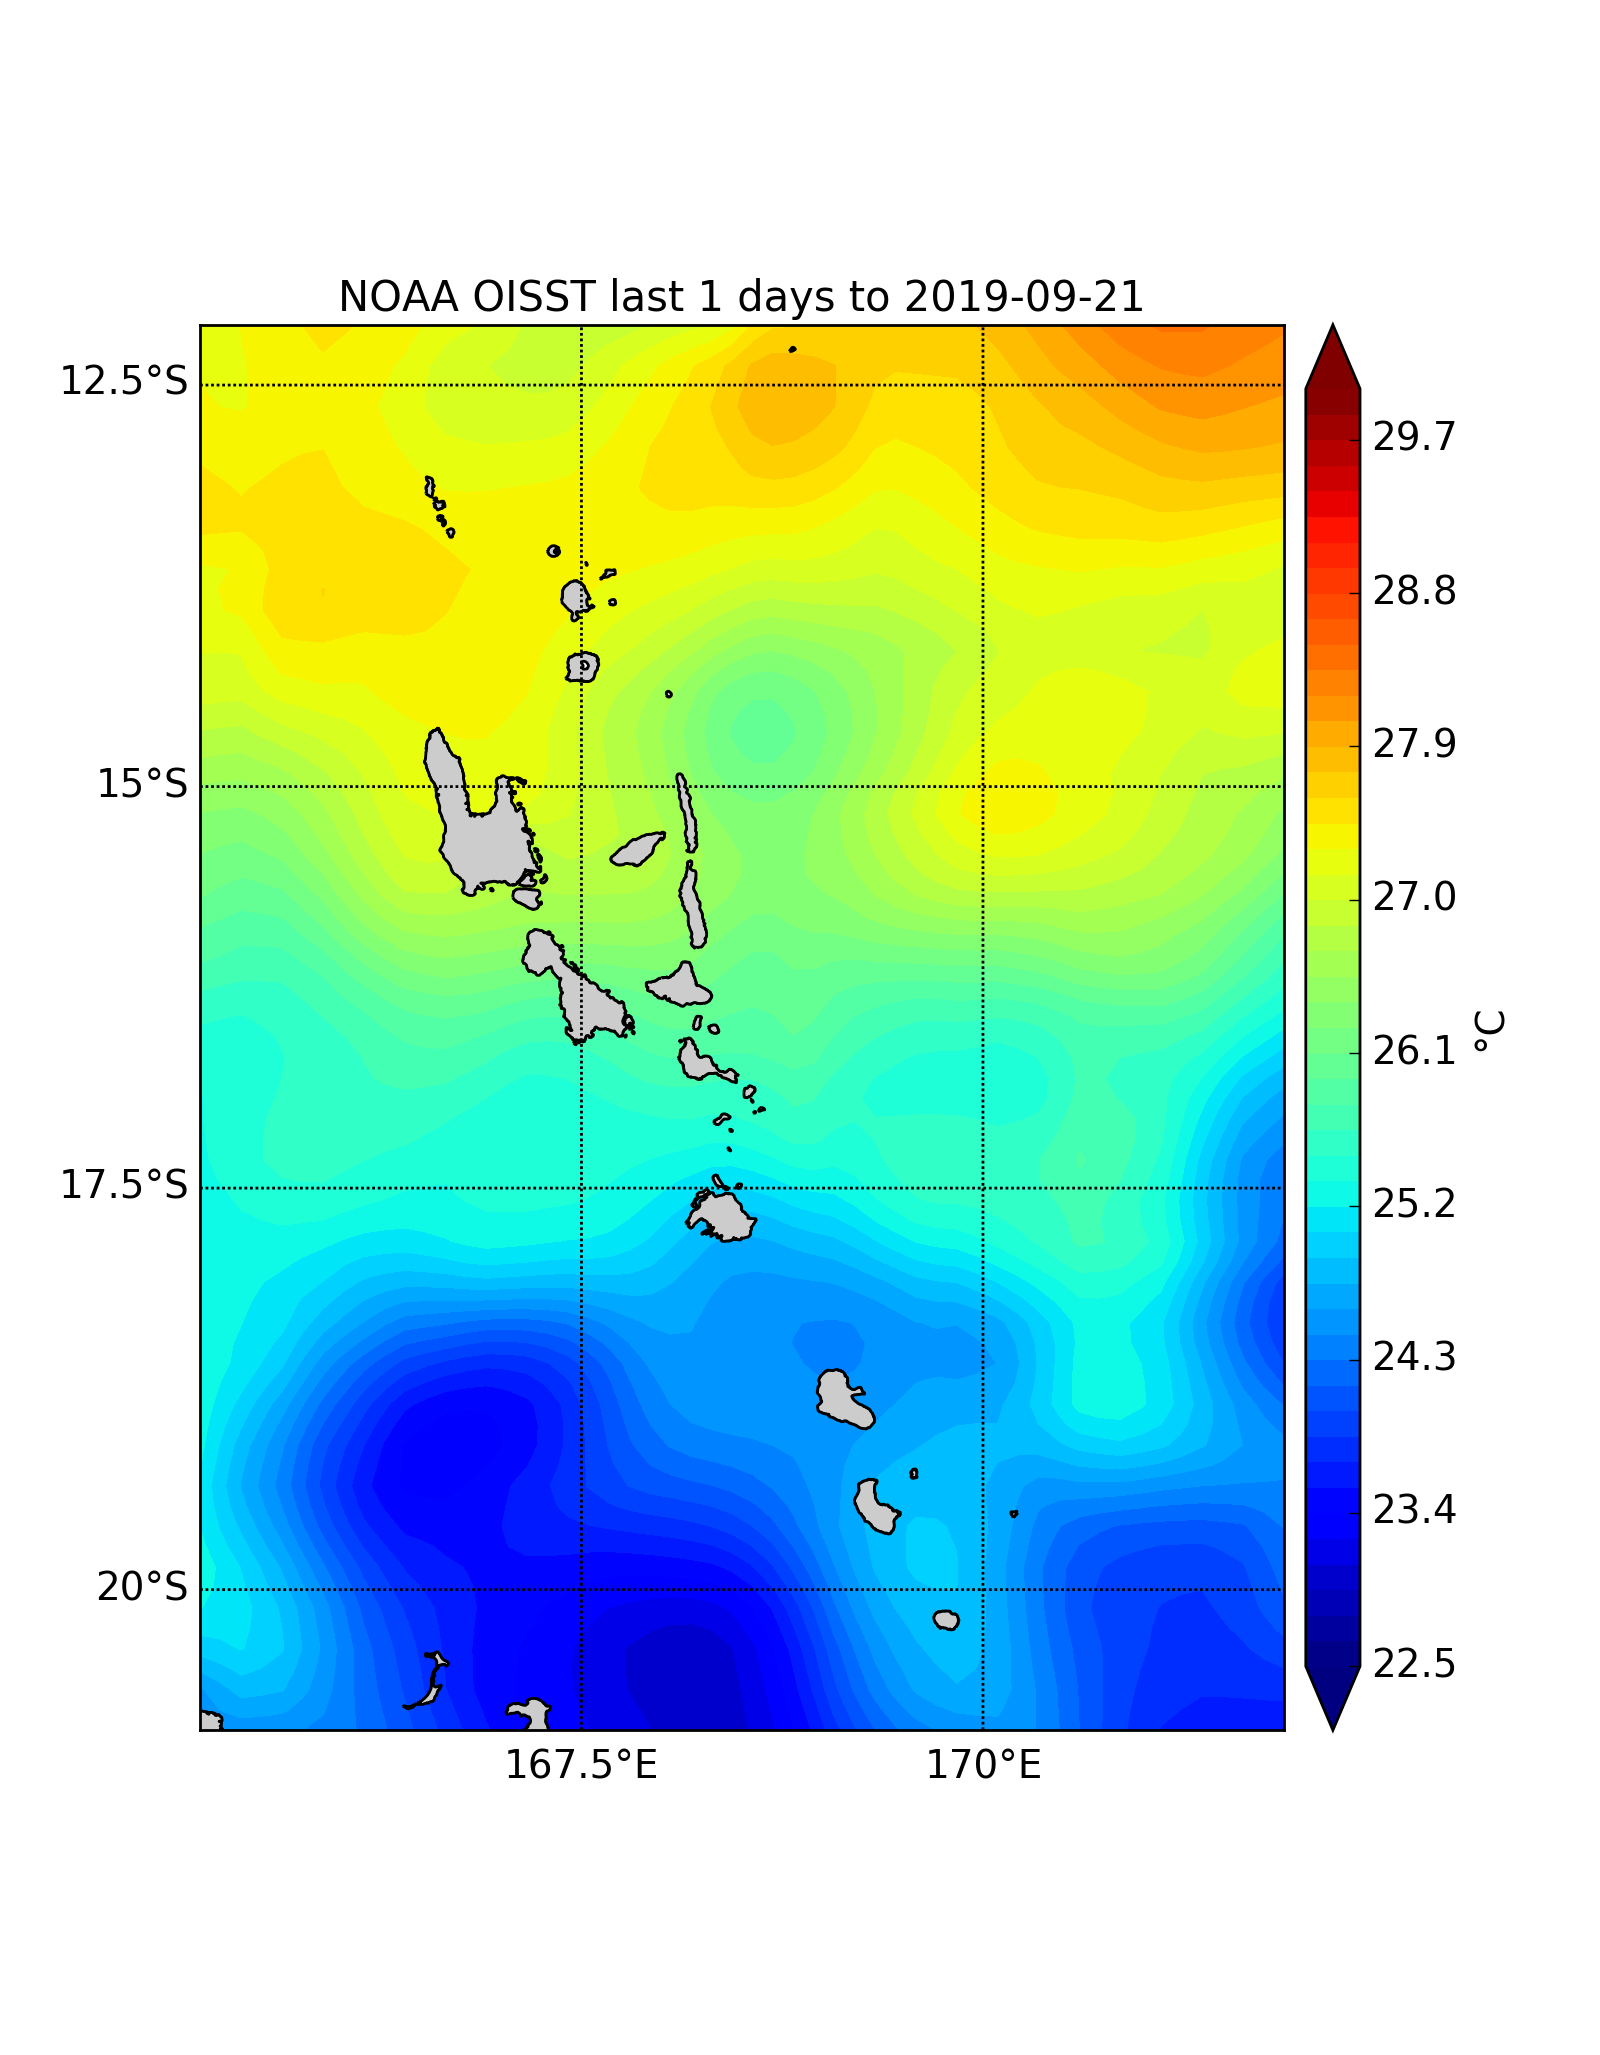 NOAA OISST last 1 days to 2019-09-21
12.5°S
15°S
17.5°S
20°S
167.5°E
170°E
29.7
28.8
27.9
27.0
26.1
25.2
24.3
23.4
22.5
°C